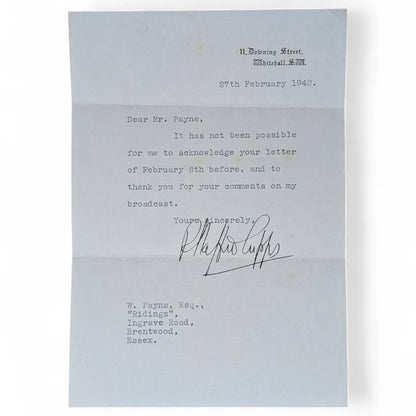 11, Downing Street,
Whitehall, S.W.
27th February 1942.
Dear Mr. Payne,
It has not been possible
for me to acknowledge your letter
of February 8th before, and to
thank you for your comments on my
broadcast.
Yours sincerely,
R Stafford Cripps
W. Payne, Esq.,
"Ridings",
Ingrave Road,
Brentwood,
Essex.